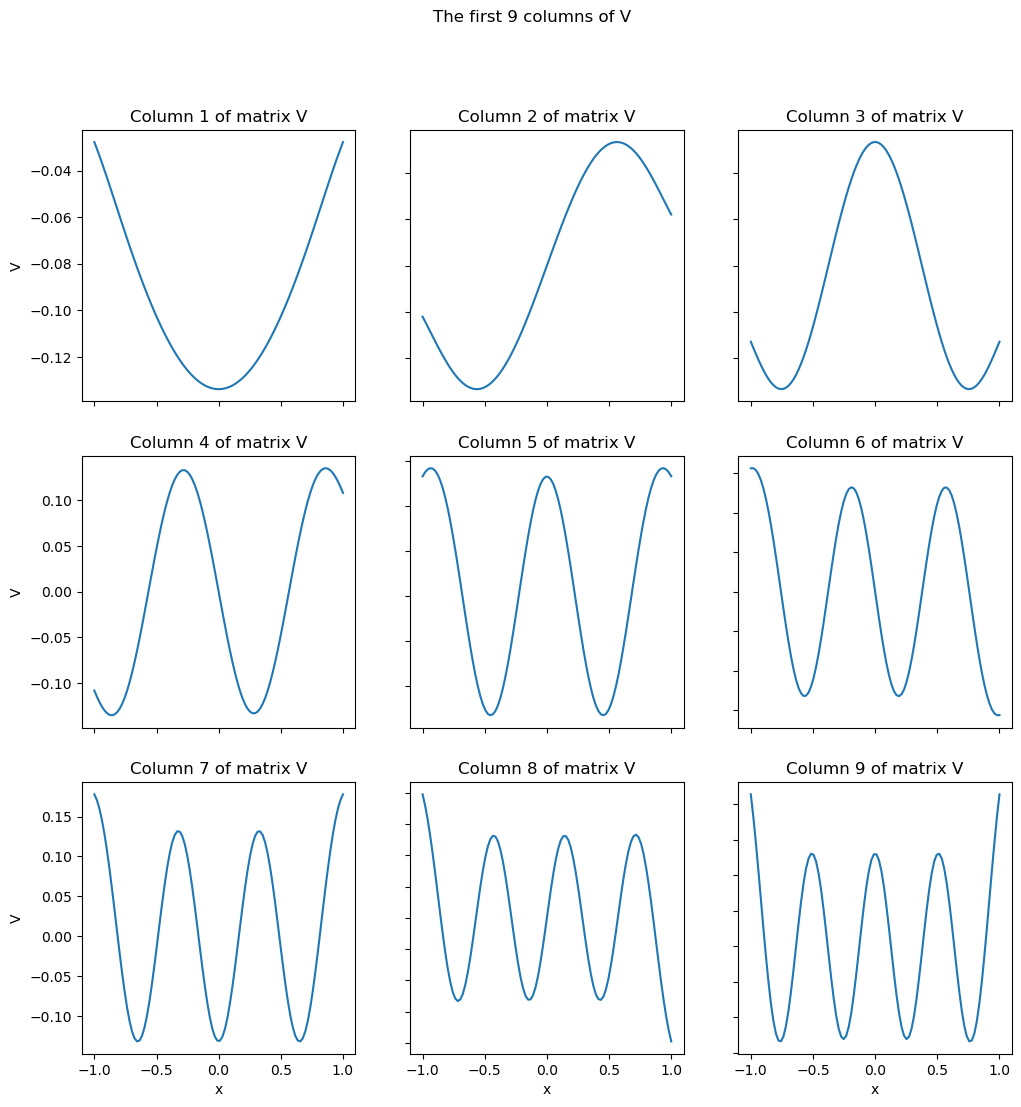 The first 9 columns of V
Column 1 of matrix V
Column 2 of matrix V
Column 3 of matrix V
−0.04
−0.06
−0.08
−0.10
−0.12
V
Column 4 of matrix V
Column 5 of matrix V
Column 6 of matrix V
0.10
0.05
0.00
−0.05
−0.10
V
Column 7 of matrix V
Column 8 of matrix V
Column 9 of matrix V
0.15
0.10
0.05
0.00
−0.05
−0.10
V
−1.0 −0.5 0.0 0.5 1.0
−1.0 −0.5 0.0 0.5 1.0
−1.0 −0.5 0.0 0.5 1.0
x
x
x